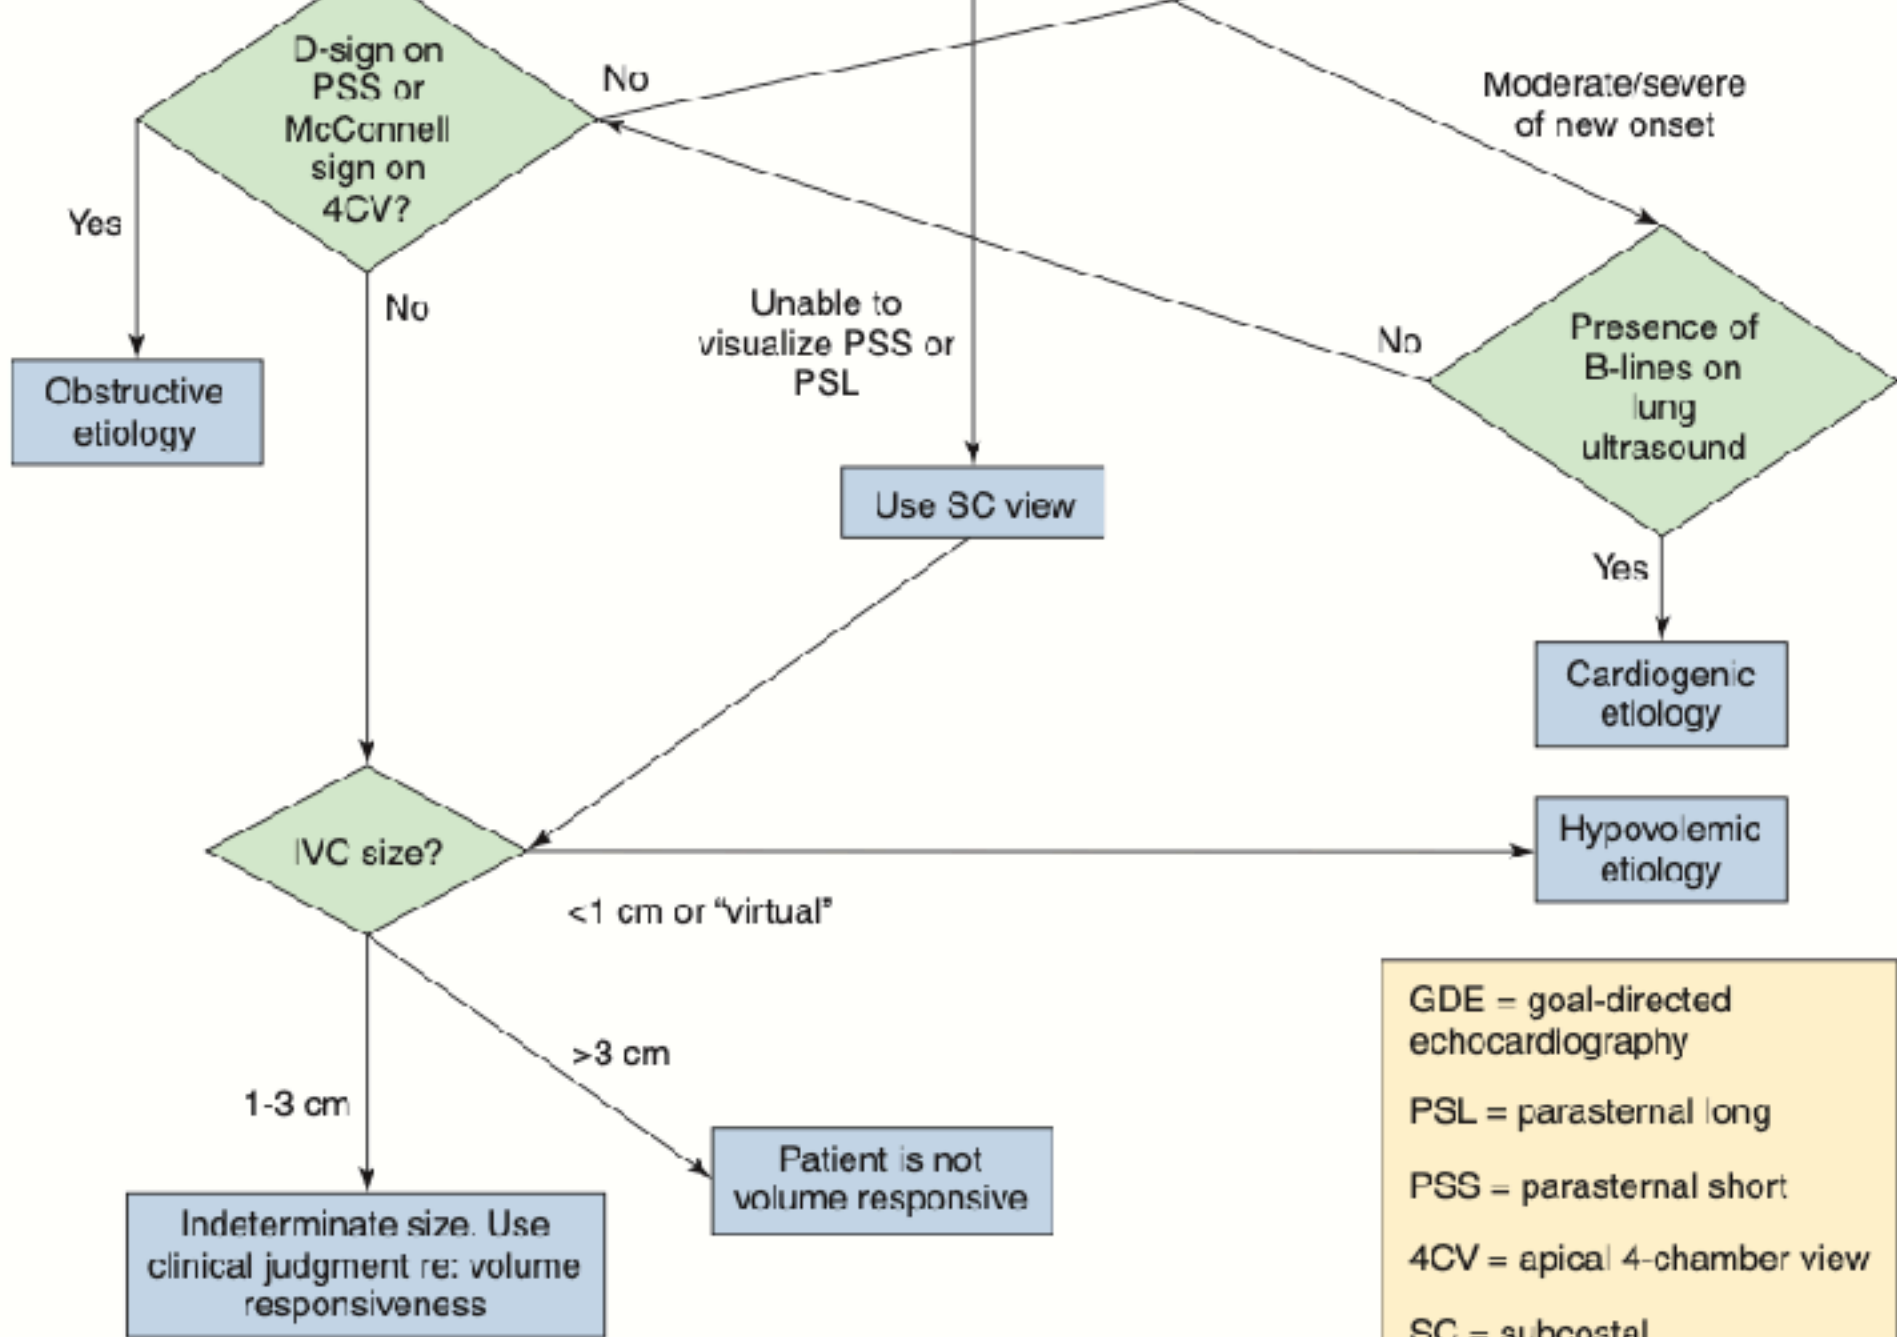 D-sign on
PSS or
McConnell
sign on
4CV?
No
Moderate/severe
of new onset
Yes
No
Unable to
visualize PSS or
PSL
No
Presence of
B-lines on
lung
ultrasound
Obstructive
etiology
Use SC view
Yes
Cardiogenic
etiology
IVC size?
Hypovolemic
etiology
<1 cm or “virtual”
>3 cm
1-3 cm
Patient is not
volume responsive
Indeterminate size. Use
clinical judgment re: volume
responsiveness
GDE = goal-directed
echocardiography
PSL = parasternal long
PSS = parasternal short
4CV = apical 4-chamber view
SC = subcostal